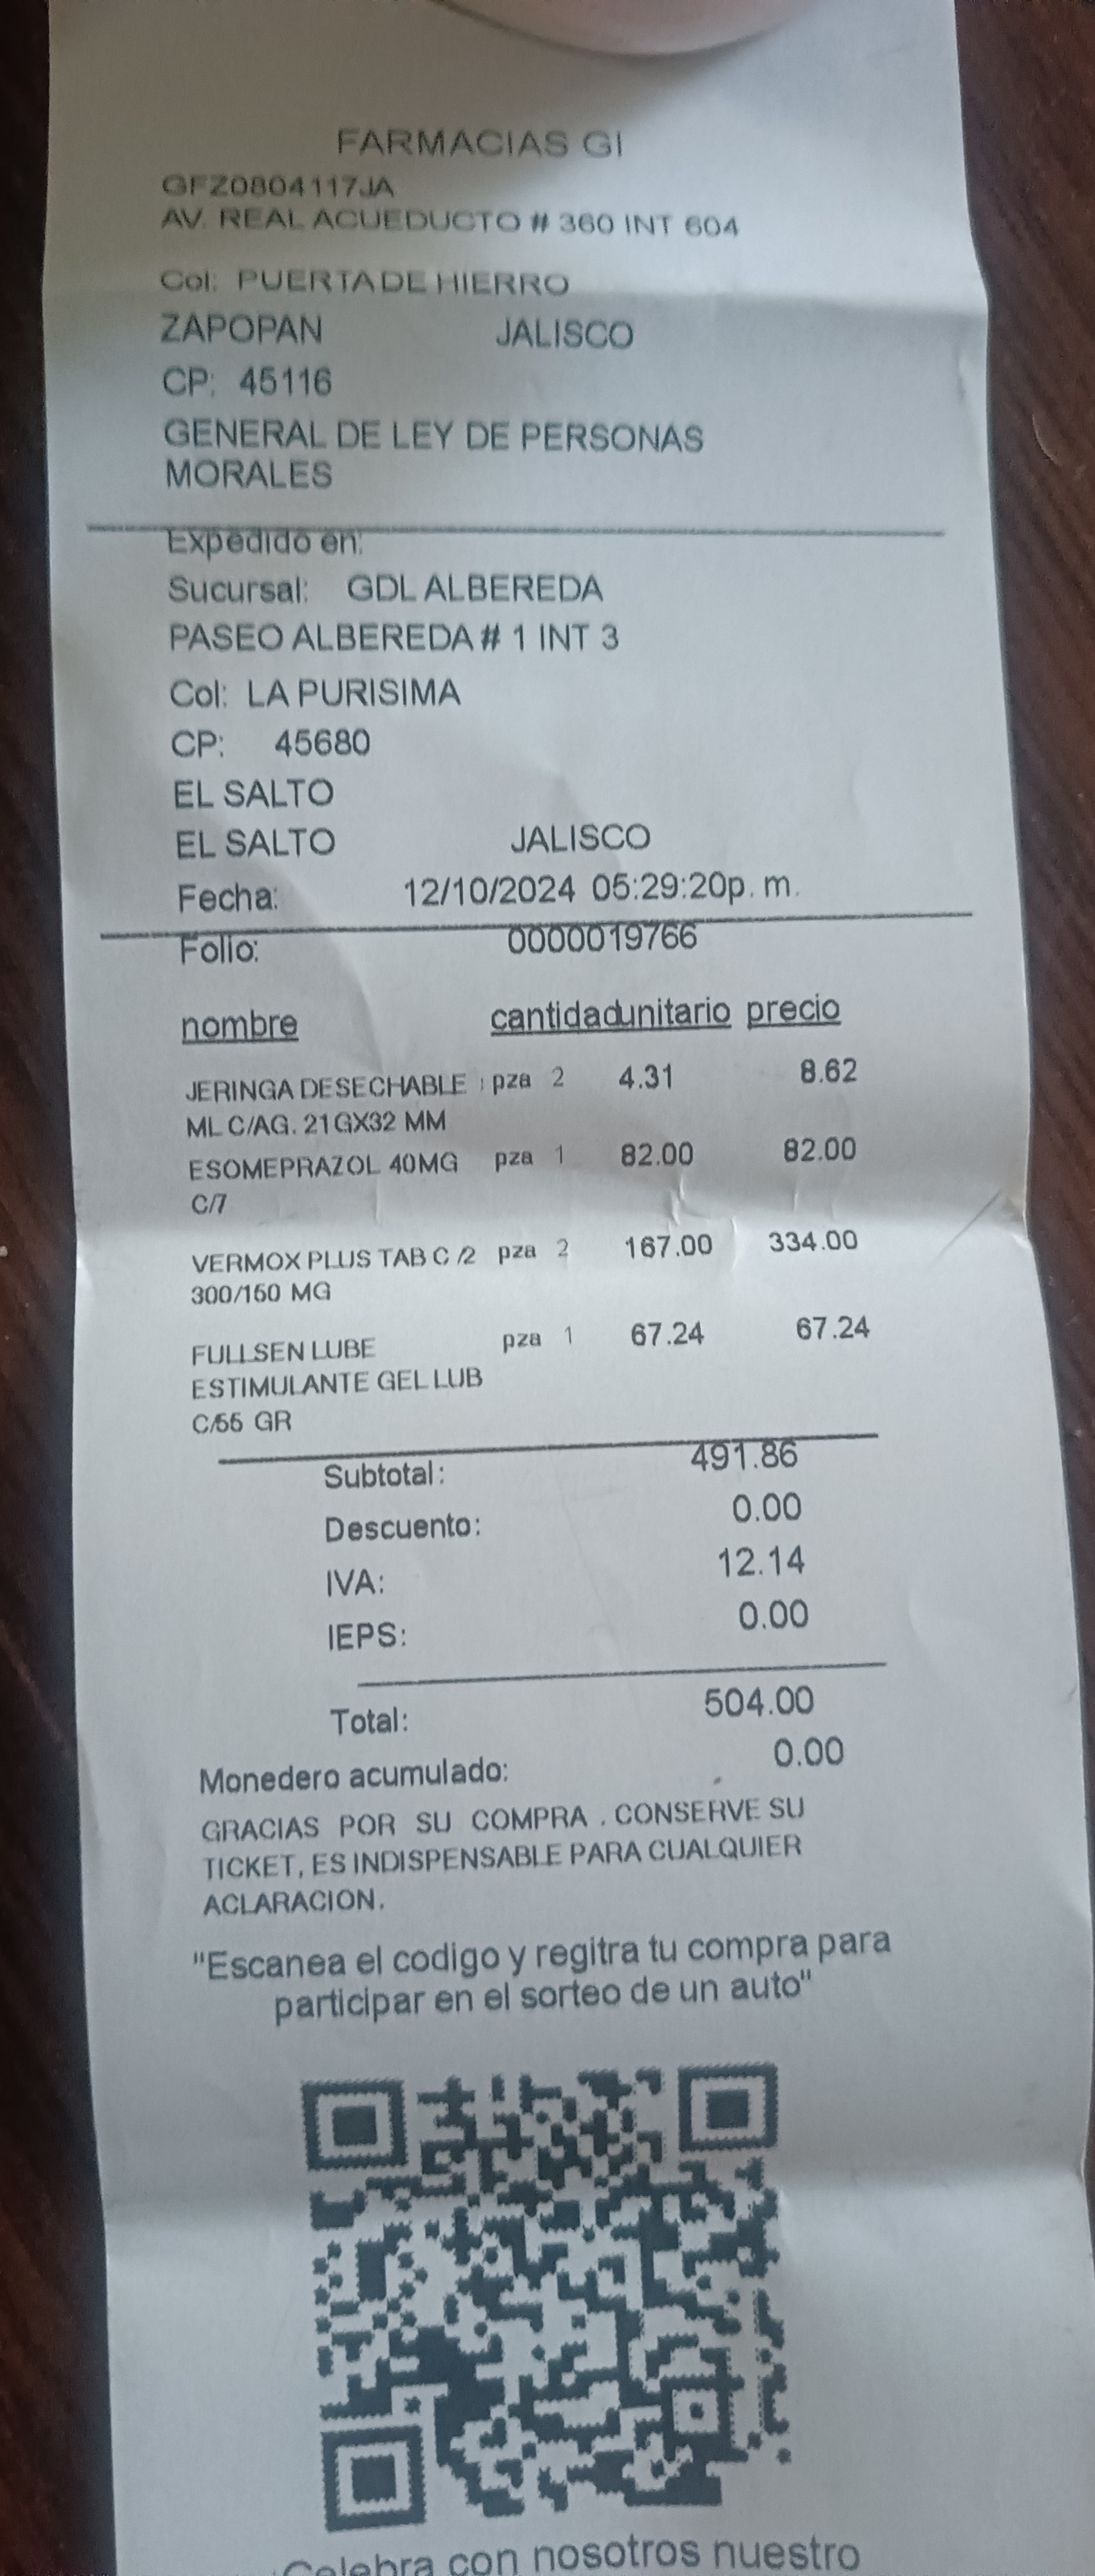 FARMACIAS GI
GFZ0804117JA
AV. REAL ACUEDUCTO # 360 INT 604
Col: PUERTA DE HIERRO
ZAPOPAN JALISCO
CP: 45116
GENERAL DE LEY DE PERSONAS
MORALES
Expedido en:
Sucursal: GDL ALBEREDA
PASEO ALBEREDA # 1 INT 3
Col: LA PURISIMA
CP: 45680
EL SALTO
EL SALTO JALISCO
Fecha: 12/10/2024 05:29:20p. m.
Folio: 0000019766
nombre cantidad unitario precio
JERINGA DESECHABLE pza 2 4.31 8.62
ML C/AG. 21GX32 MM
ESOMEPRAZOL 40MG pza 1 82.00 82.00
C/7
VERMOX PLUS TAB C /2 pza 2 167.00 334.00
300/150 MG
FULLSEN LUBE pza 1 67.24 67.24
ESTIMULANTE GEL LUB
C/55 GR
Subtotal: 491.86
Descuento: 0.00
IVA: 12.14
IEPS: 0.00
Total: 504.00
Monedero acumulado: 0.00
GRACIAS POR SU COMPRA . CONSERVE SU
TICKET, ES INDISPENSABLE PARA CUALQUIER
ACLARACION.
"Escanea el codigo y regitra tu compra para
participar en el sorteo de un auto"
Celebra con nosotros nuestro